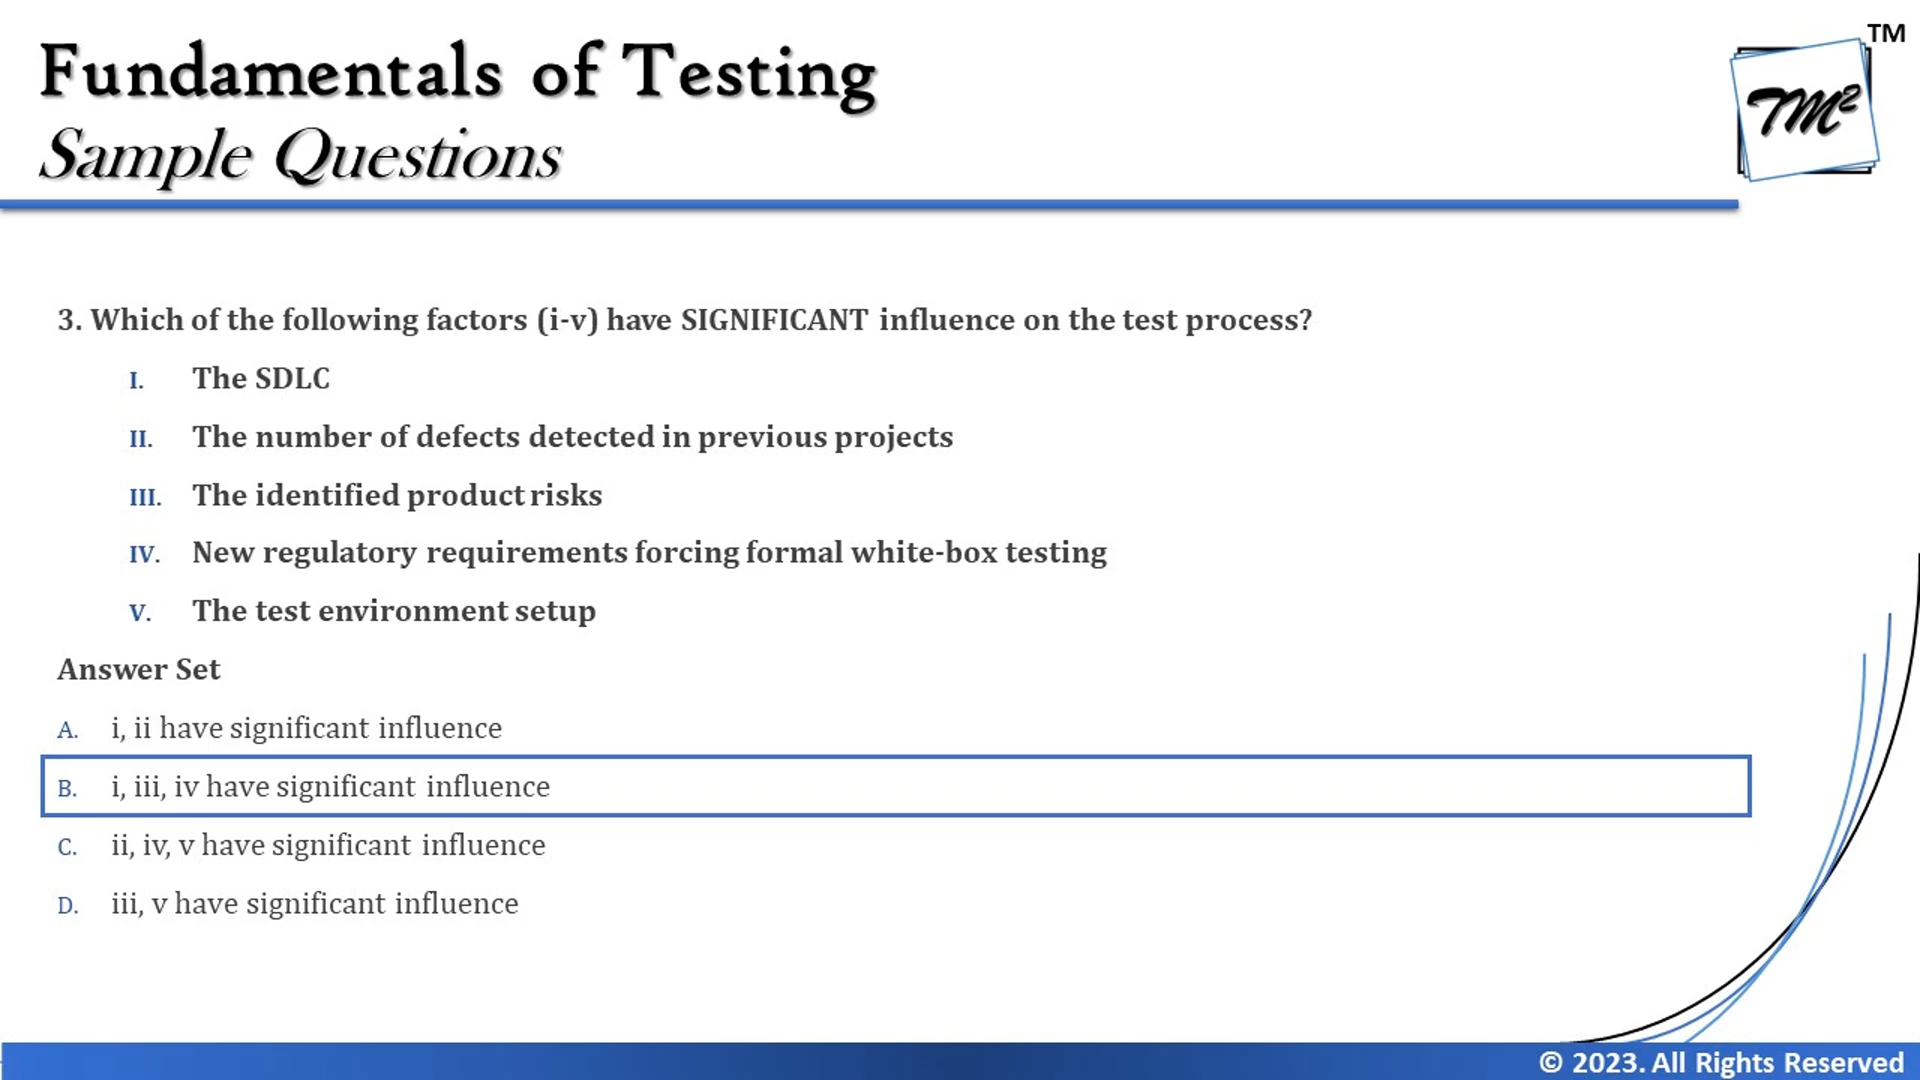 Fundamentals of Testing
Sample Questions
TM
TM²
3. Which of the following factors (i-v) have SIGNIFICANT influence on the test process?
I. The SDLC
II. The number of defects detected in previous projects
III. The identified product risks
IV. New regulatory requirements forcing formal white-box testing
V. The test environment setup
Answer Set
A. i, ii have significant influence
B. i, iii, iv have significant influence
C. ii, iv, v have significant influence
D. iii, v have significant influence
© 2023. All Rights Reserved